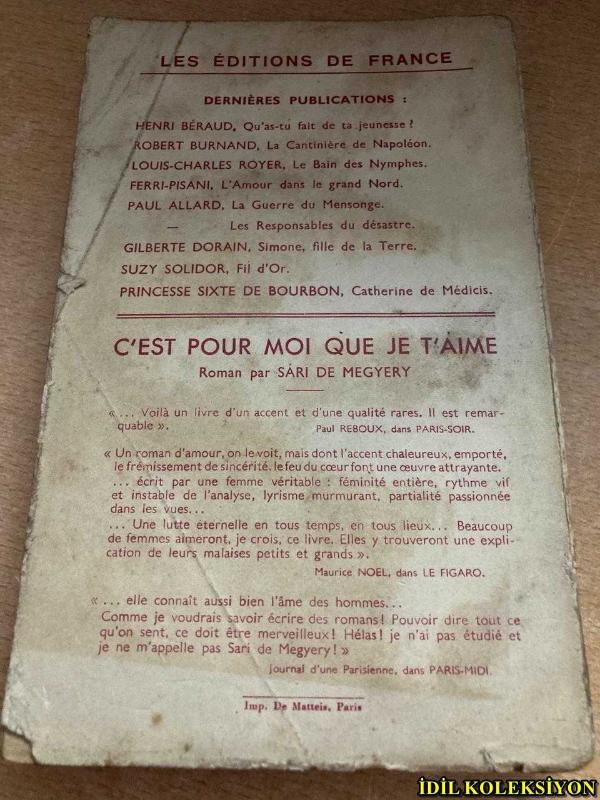 LES ÉDITIONS DE FRANCE
DERNIÈRES PUBLICATIONS :
HENRI BÉRAUD, Qu'as-tu fait de ta jeunesse ?
ROBERT BURNAND, La Cantinière de Napoléon.
LOUIS-CHARLES ROYER, Le Bain des Nymphes.
FERRI-PISANI, L'Amour dans le grand Nord.
PAUL ALLARD, La Guerre du Mensonge.
— Les Responsables du désastre.
GILBERTE DORAIN, Simone, fille de la Terre.
SUZY SOLIDOR, Fil d'Or.
PRINCESSE SIXTE DE BOURBON, Catherine de Médicis.
C'EST POUR MOI QUE JE T'AIME
Roman par SÁRI DE MEGYERY
« ... Voilà un livre d'un accent et d'une qualité rares. Il est remar-
quable ». Paul REBOUX, dans PARIS-SOIR.
« Un roman d'amour, on le voit, mais dont l'accent chaleureux, emporté,
le frémissement de sincérité, le feu du cœur font une œuvre attrayante.
... écrit par une femme véritable : féminité entière, rythme vif
et instable de l'analyse, lyrisme murmurant, partialité passionnée
dans les vues...
... Une lutte éternelle en tous temps, en tous lieux... Beaucoup
de femmes aimeront, je crois, ce livre. Elles y trouveront une expli-
cation de leurs malaises petits et grands ».
Maurice NOEL, dans LE FIGARO.
« ... elle connaît aussi bien l'âme des hommes...
Comme je voudrais savoir écrire des romans ! Pouvoir dire tout ce
qu'on sent, ce doit être merveilleux ! Hélas ! je n'ai pas étudié et
je ne m'appelle pas Sari de Megyery ! »
Journal d'une Parisienne, dans PARIS-MIDI.
Imp. De Matteis, Paris
İDİL KOLEKSİYON